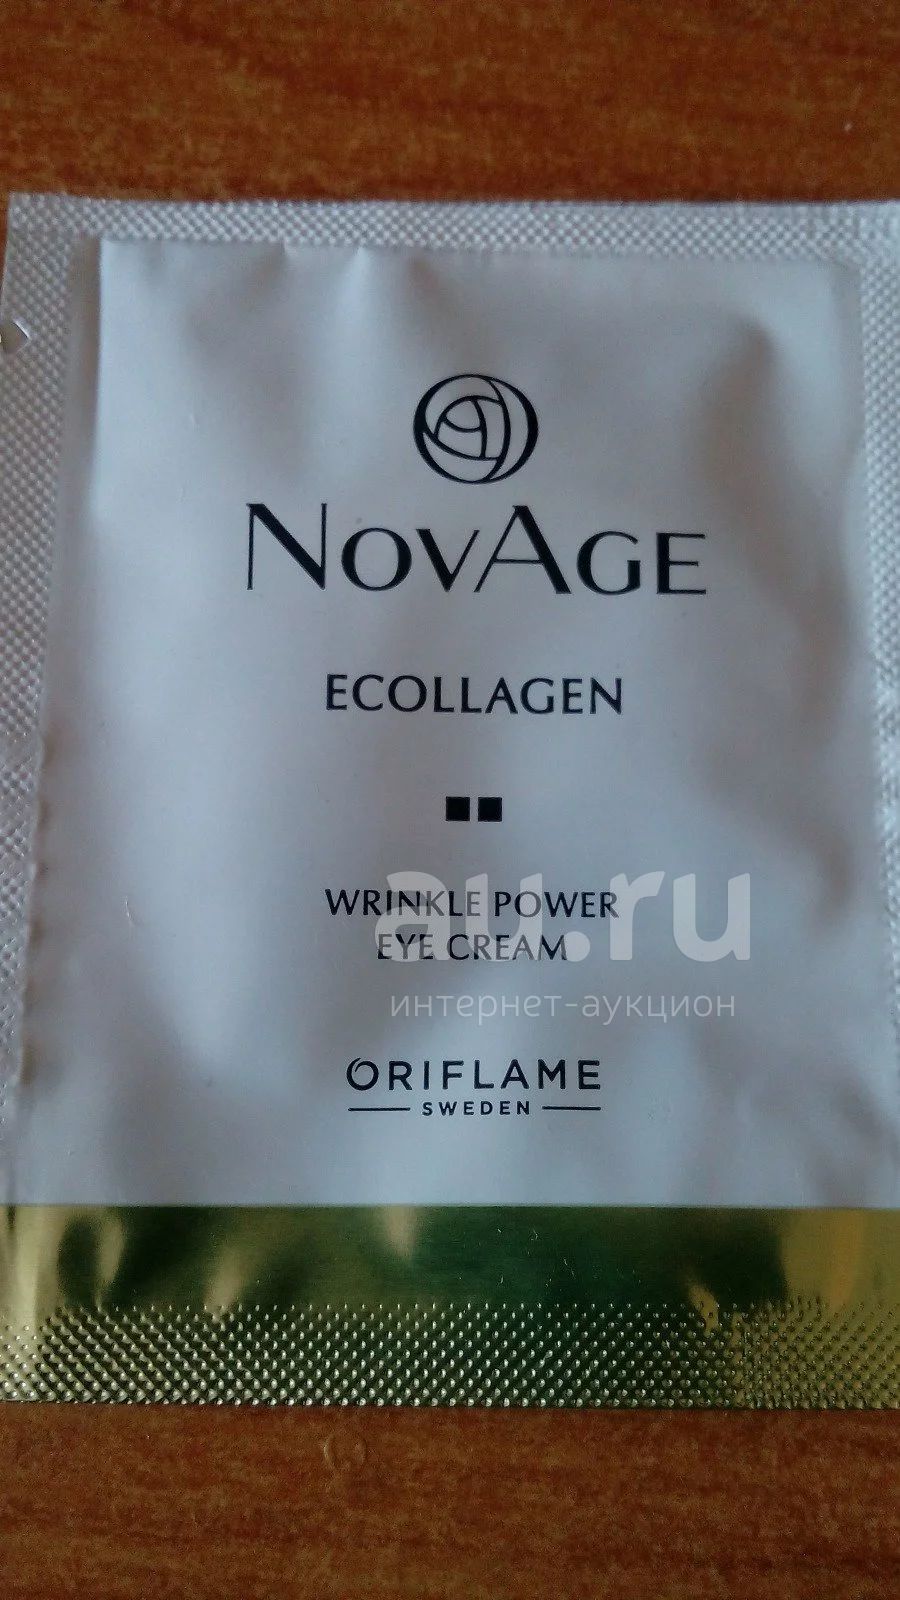 NOVAGE
ECOLLAGEN
WRINKLE POWER
EYE CREAM
au.ru
интернет-аукцион
ORIFLAME
SWEDEN